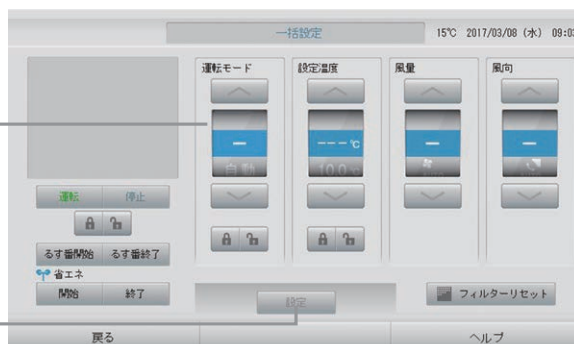 一括設定
15℃ 2017/03/08 (水) 09:03
運転モード
設定温度
風量
風向
－
---℃
－
－
自動
10.0
運転
停止
るす番開始
るす番終了
省エネ
開始
終了
設定
フィルターリセット
戻る
ヘルプ